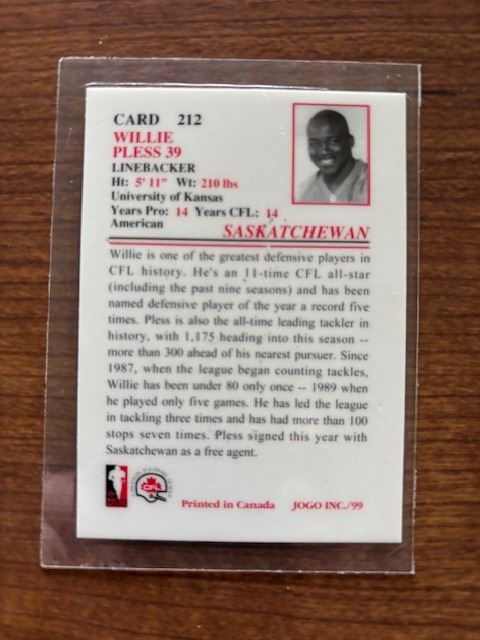 CARD 212
WILLIE
PLESS 39
LINEBACKER
Ht: 5' 11" Wt: 210 lbs
University of Kansas
Years Pro: 14 Years CFL: 14
American
SASKATCHEWAN
Willie is one of the greatest defensive players in
CFL history. He's an 11-time CFL all-star
(including the past nine seasons) and has been
named defensive player of the year a record five
times. Pless is also the all-time leading tackler in
history, with 1,175 heading into this season --
more than 300 ahead of his nearest pursuer. Since
1987, when the league began counting tackles,
Willie has been under 80 only once -- 1989 when
he played only five games. He has led the league
in tackling three times and has had more than 100
stops seven times. Pless signed this year with
Saskatchewan as a free agent.
CFL
Printed in Canada JOGO INC./99